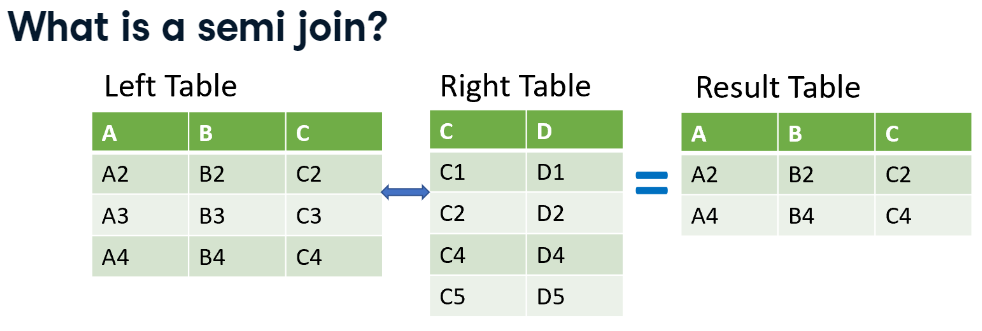 What is a semi join?
Left Table
A B C
A2 B2 C2
A3 B3 C3
A4 B4 C4
Right Table
C D
C1 D1
C2 D2
C4 D4
C5 D5
=
Result Table
A B C
A2 B2 C2
A4 B4 C4